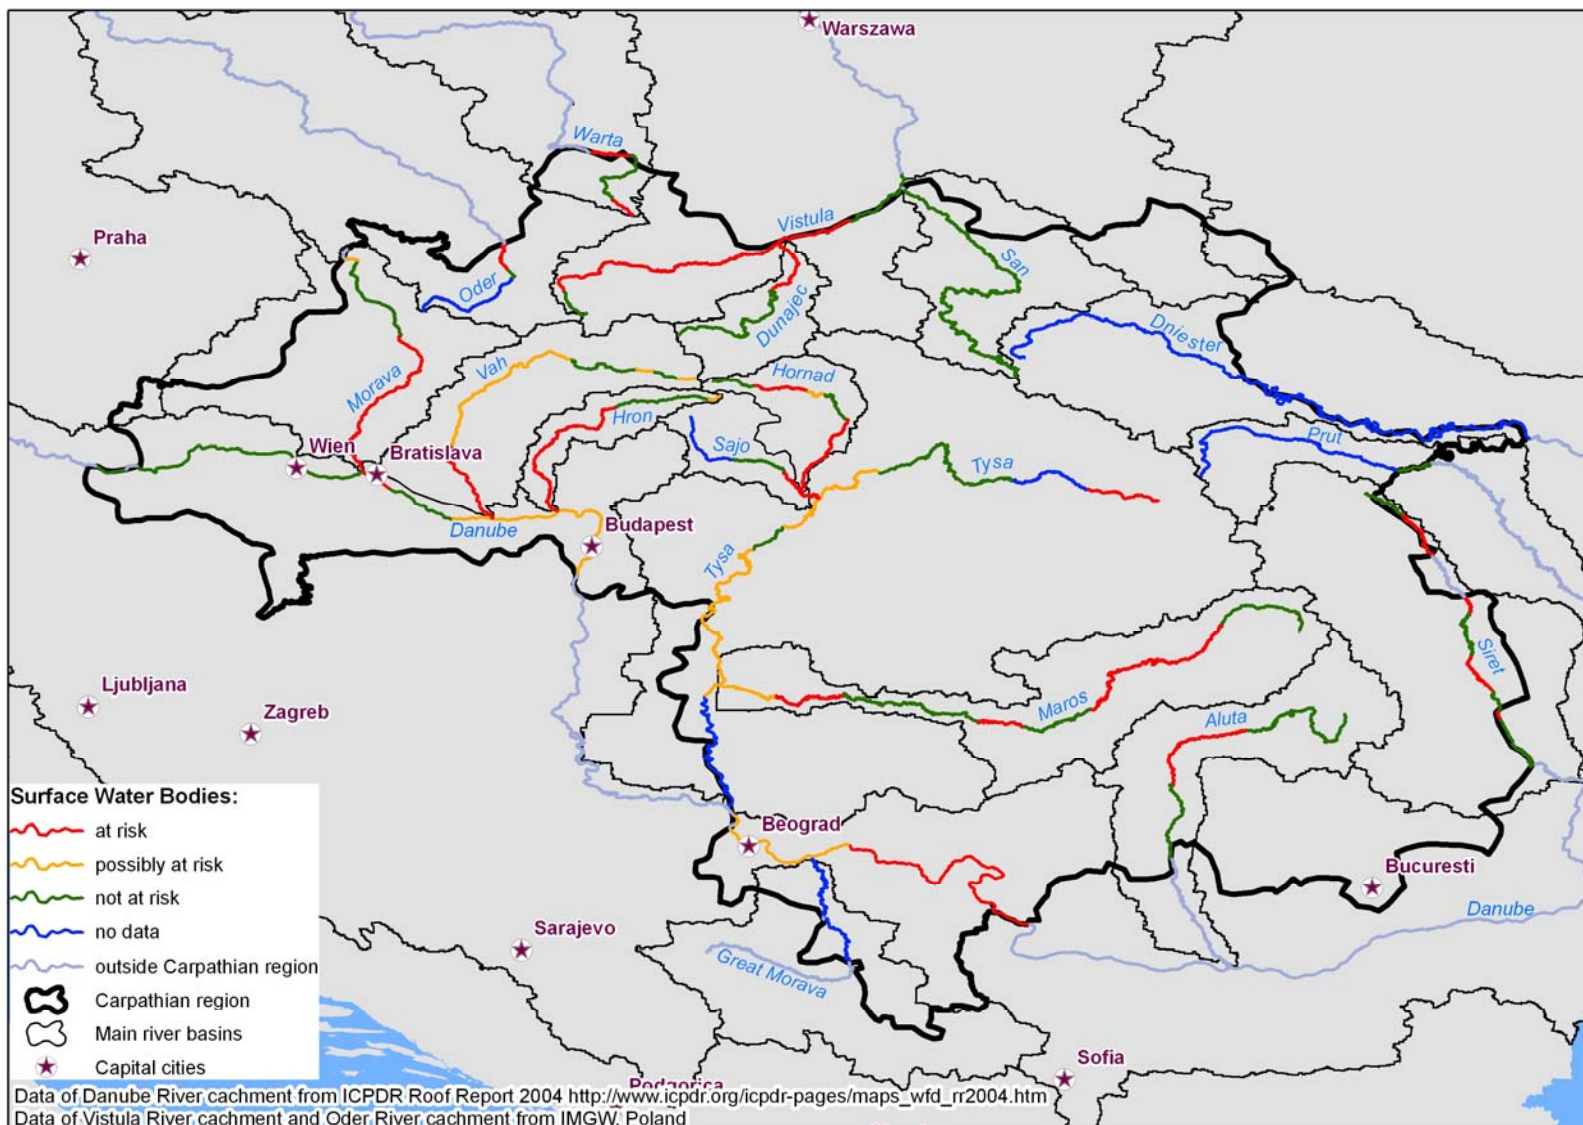 Warszawa
Warta
Praha
Vistula
Oder
San
Dunajec
Dniester
Vah
Hornad
Morava
Hron
Prut
Wien
Bratislava
Sajo
Tysa
Danube
Budapest
Tysa
Siret
Ljubljana
Maros
Zagreb
Aluta
Surface Water Bodies:
at risk
possibly at risk
not at risk
no data
outside Carpathian region
Carpathian region
Main river basins
Capital cities
Beograd
Bucuresti
Danube
Sarajevo
Great Morava
Sofia
Podgorica
Data of Danube River cachment from ICPDR Roof Report 2004 http://www.icpdr.org/icpdr-pages/maps_wfd_rr2004.htm
Data of Vistula River cachment and Oder River cachment from IMGW, Poland